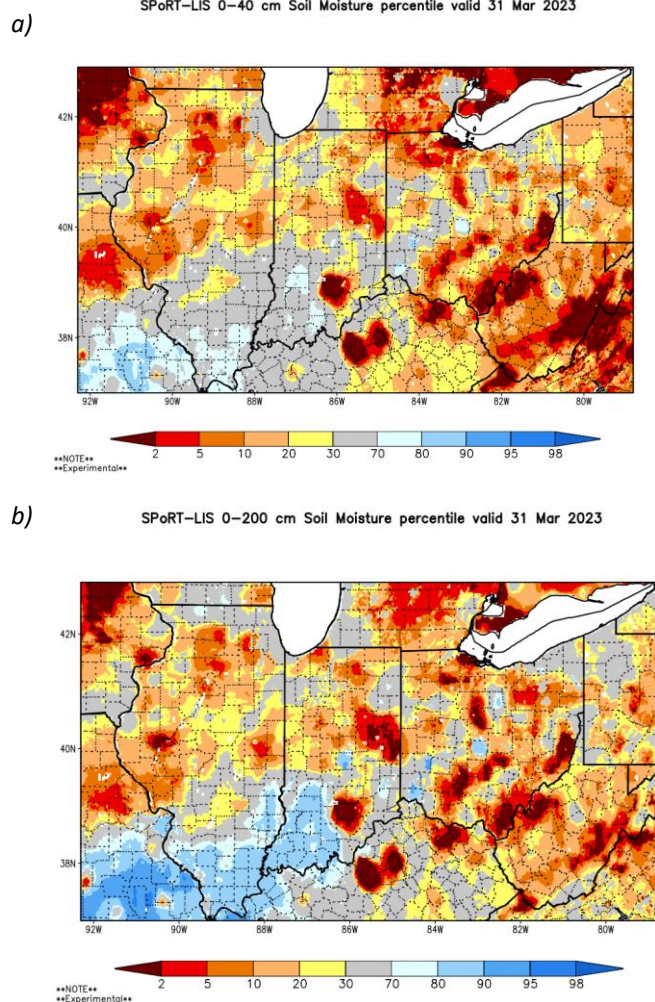 SPoRT-LIS 0-40 cm Soil Moisture percentile valid 31 Mar 2023
a)
42N
40N
38N
92W 90W 88W 86W 84W 82W 80W
2 5 10 20 30 70 80 90 95 98
**NOTE**
**Experimental**
b)
SPoRT-LIS 0-200 cm Soil Moisture percentile valid 31 Mar 2023
42N
40N
38N
92W 90W 88W 86W 84W 82W 80W
2 5 10 20 30 70 80 90 95 98
**NOTE**
**Experimental**